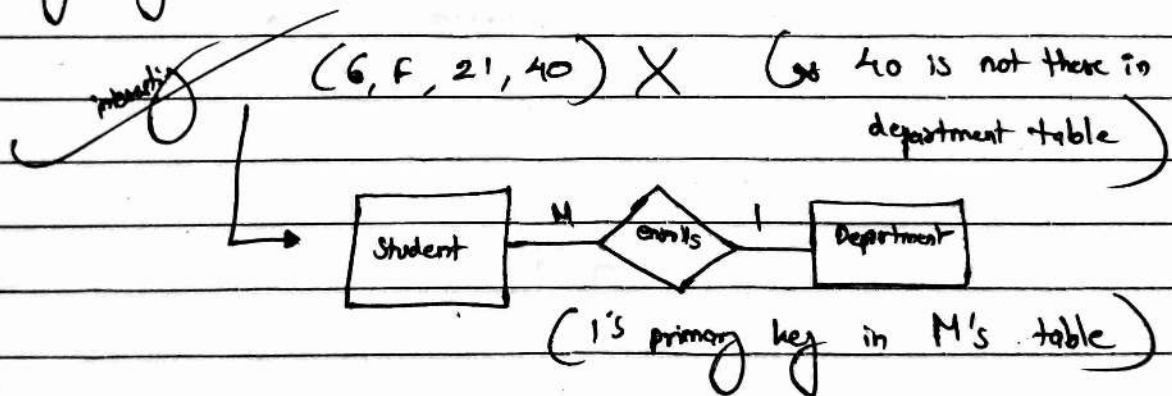 interesting (6, F, 21, 40) X (as 40 is not there in
department table)
Student M enrolls 1 Department
(1's primary key in M's table)